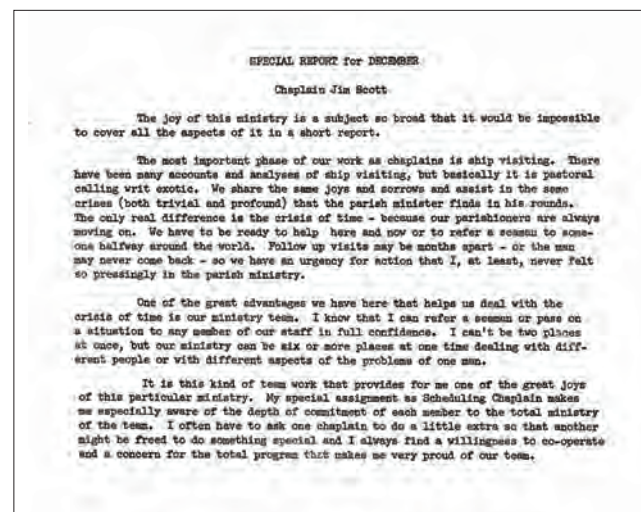 SPECIAL REPORT for DECEMBER
Chaplain Jim Scott
The joy of this ministry is a subject so broad that it would be impossible
to cover all the aspects of it in a short report.
The most important phase of our work as chaplains is ship visiting. There
have been many accounts and analyses of ship visiting, but basically it is pastoral
calling writ exotic. We share the same joys and sorrows and assist in the same
crises (both trivial and profound) that the parish minister finds in his rounds.
The only real difference is the crisis of time - because our parishioners are always
moving on. We have to be ready to help here and now or to refer a seaman to some-
one halfway around the world. Follow up visits may be months apart - or the man
may never come back - so we have an urgency for action that I, at least, never felt
so pressingly in the parish ministry.
One of the great advantages we have here that helps us deal with the
crisis of time is our ministry team. I know that I can refer a seaman or pass on
a situation to any member of our staff in full confidence. I can't be two places
at once, but our ministry can be six or more places at one time dealing with diff-
erent people or with different aspects of the problems of one man.
It is this kind of team work that provides for me one of the great joys
of this particular ministry. My special assignment as Scheduling Chaplain makes
me especially aware of the depth of commitment of each member to the total ministry
of the team. I often have to ask one chaplain to do a little extra so that another
might be freed to do something special and I always find a willingness to co-operate
and a concern for the total program that makes me very proud of our team.